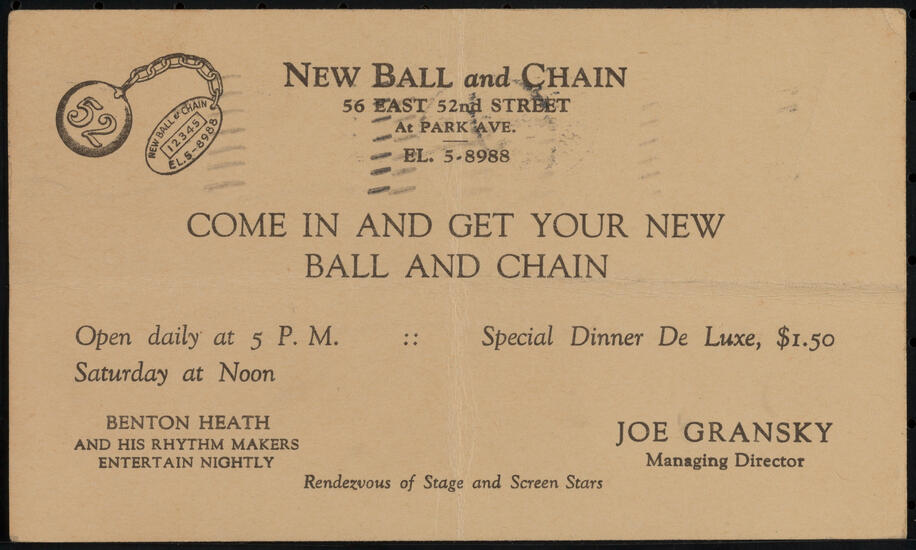 52
NEW BALL & CHAIN
12345
EL. 5-8988
NEW BALL and CHAIN
56 EAST 52nd STREET
At PARK AVE.
EL. 5-8988
COME IN AND GET YOUR NEW
BALL AND CHAIN
Open daily at 5 P. M. :: Special Dinner De Luxe, $1.50
Saturday at Noon
BENTON HEATH
AND HIS RHYTHM MAKERS
ENTERTAIN NIGHTLY
JOE GRANSKY
Managing Director
Rendezvous of Stage and Screen Stars